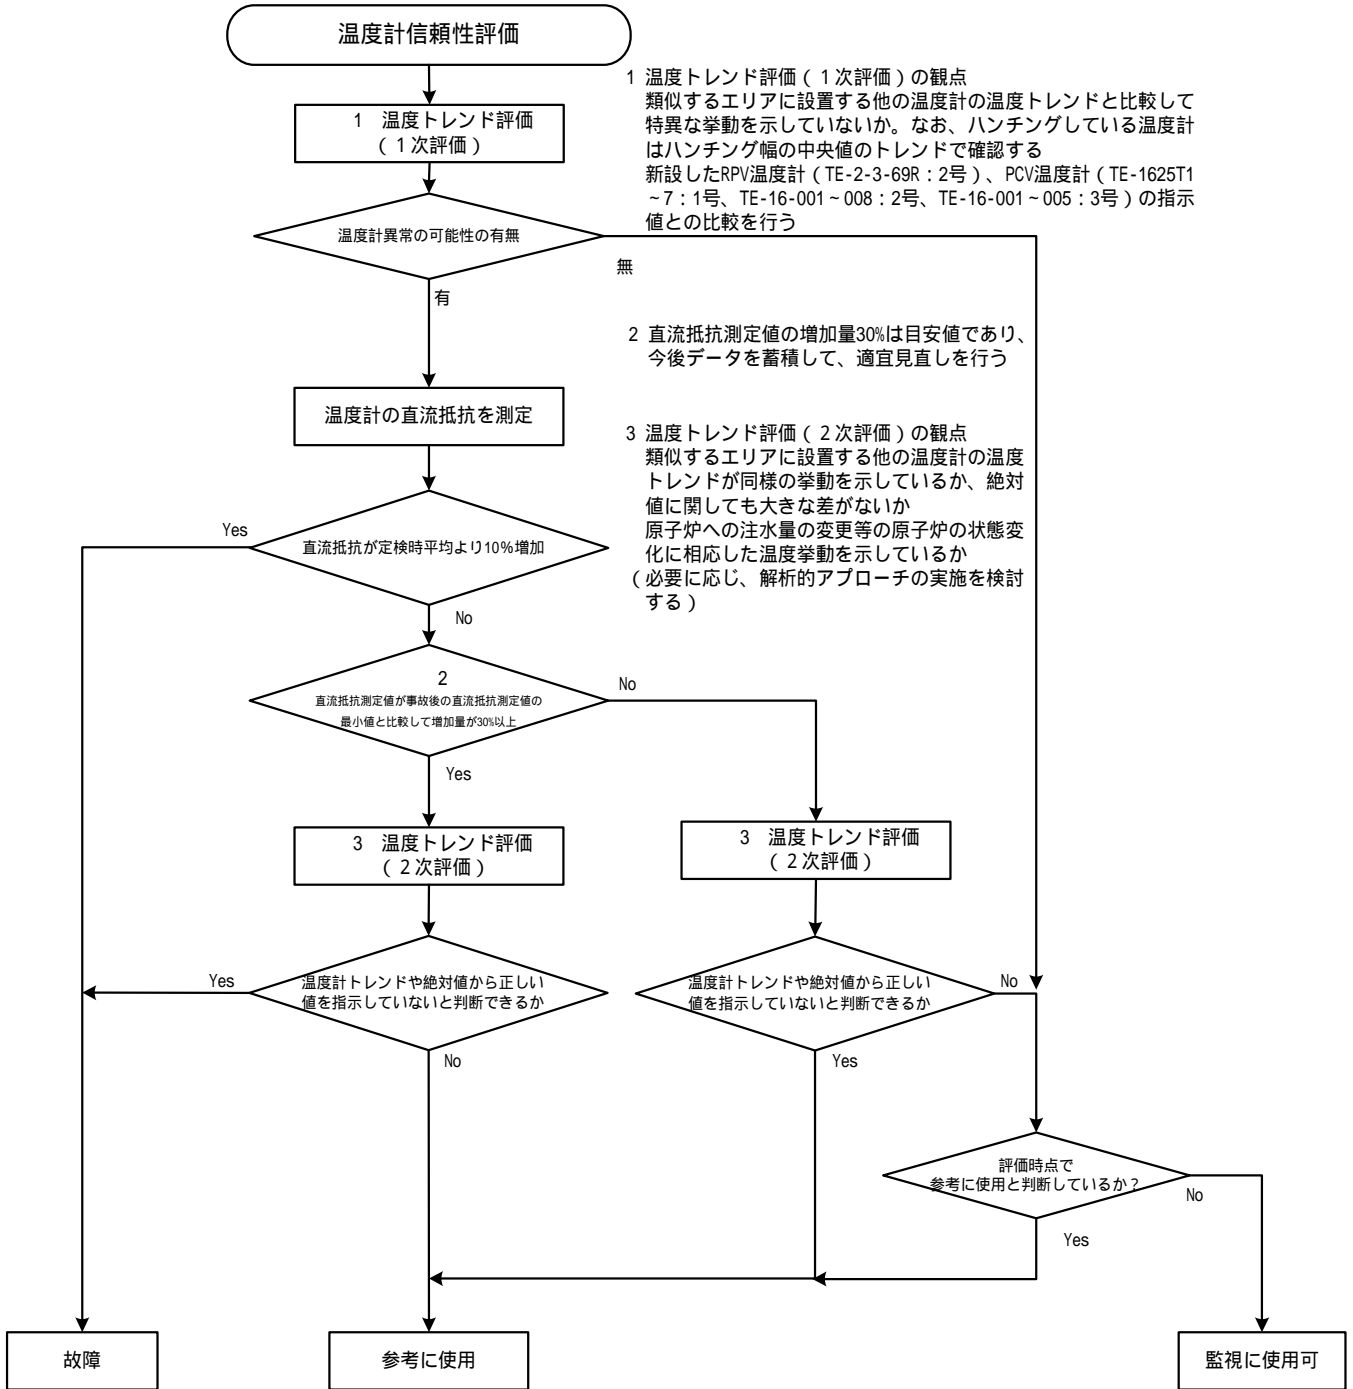 温度計信頼性評価
1 温度トレンド評価
(1次評価)
1 温度トレンド評価(1次評価)の観点
類似するエリアに設置する他の温度計の温度トレンドと比較して
特異な挙動を示していないか。なお、ハンチングしている温度計
はハンチング幅の中央値のトレンドで確認する
新設したRPV温度計(TE-2-3-69R:2号)、PCV温度計(TE-1625T1
~7:1号、TE-16-001~008:2号、TE-16-001~005:3号)の指示
値との比較を行う
温度計異常の可能性の有無
無
有
2 直流抵抗測定値の増加量30%は目安値であり、
今後データを蓄積して、適宜見直しを行う
温度計の直流抵抗を測定
3 温度トレンド評価(2次評価)の観点
類似するエリアに設置する他の温度計の温度
トレンドが同様の挙動を示しているか、絶対
値に関しても大きな差がないか
原子炉への注水量の変更等の原子炉の状態変
化に相応した温度挙動を示しているか
(必要に応じ、解析的アプローチの実施を検討
する)
Yes
直流抵抗が定検時平均より10%増加
No
2
直流抵抗測定値が事故後の直流抵抗測定値の
最小値と比較して増加量が30%以上
No
Yes
3 温度トレンド評価
(2次評価)
3 温度トレンド評価
(2次評価)
Yes
温度計トレンドや絶対値から正しい
値を指示していないと判断できるか
No
温度計トレンドや絶対値から正しい
値を指示していないと判断できるか
No
Yes
評価時点で
参考に使用と判断しているか?
No
Yes
故障
参考に使用
監視に使用可